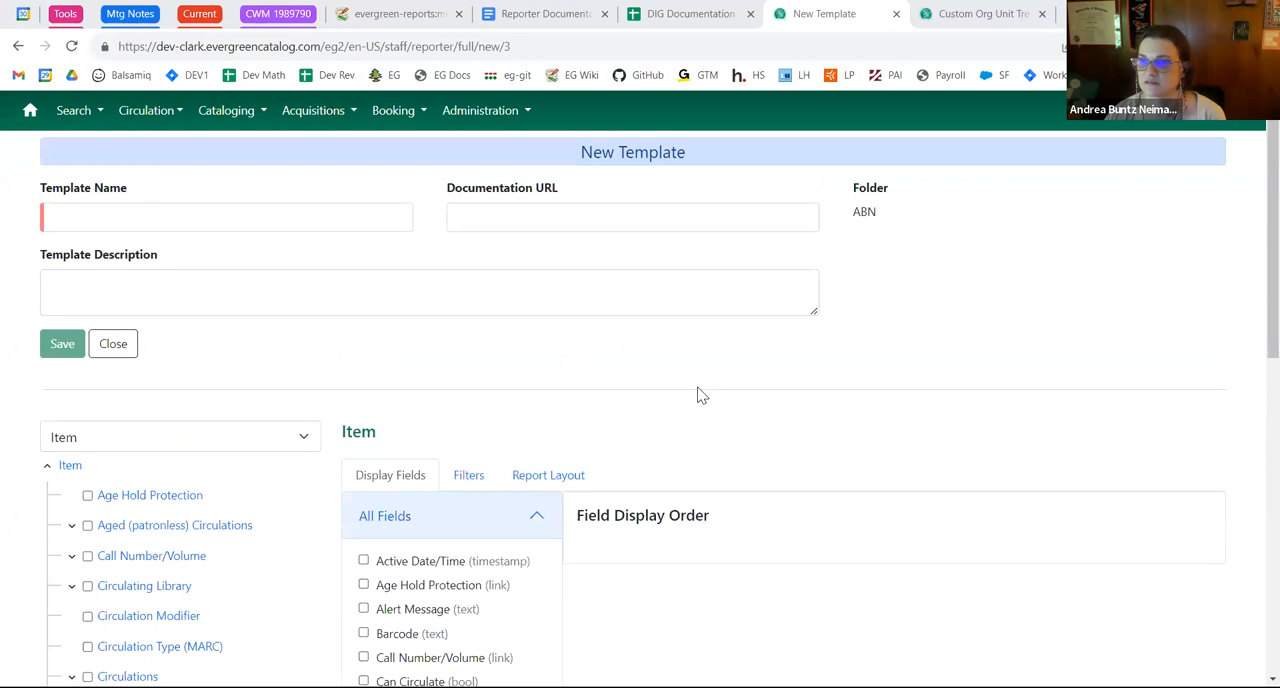 Tools
Mtg Notes
Current
CWM 1989790
evergreen-reports:m
Reporter Document
DIG Documentation
New Template
Custom Org Unit Tre
https://dev-clark.evergreencatalog.com/eg2/en-US/staff/reporter/full/new/3
Balsamiq
DEV1
Dev Math
Dev Rev
EG
EG Docs
eg-git
EG Wiki
GitHub
GTM
HS
LH
LP
PAI
Payroll
SF
Work
Andrea Buntz Neima...
Search
Circulation
Cataloging
Acquisitions
Booking
Administration
New Template
Template Name
Documentation URL
Folder
ABN
Template Description
Save
Close
Item
Item
Age Hold Protection
Aged (patronless) Circulations
Call Number/Volume
Circulating Library
Circulation Modifier
Circulation Type (MARC)
Circulations
Item
Display Fields
Filters
Report Layout
All Fields
Active Date/Time (timestamp)
Age Hold Protection (link)
Alert Message (text)
Barcode (text)
Call Number/Volume (link)
Can Circulate (bool)
Field Display Order